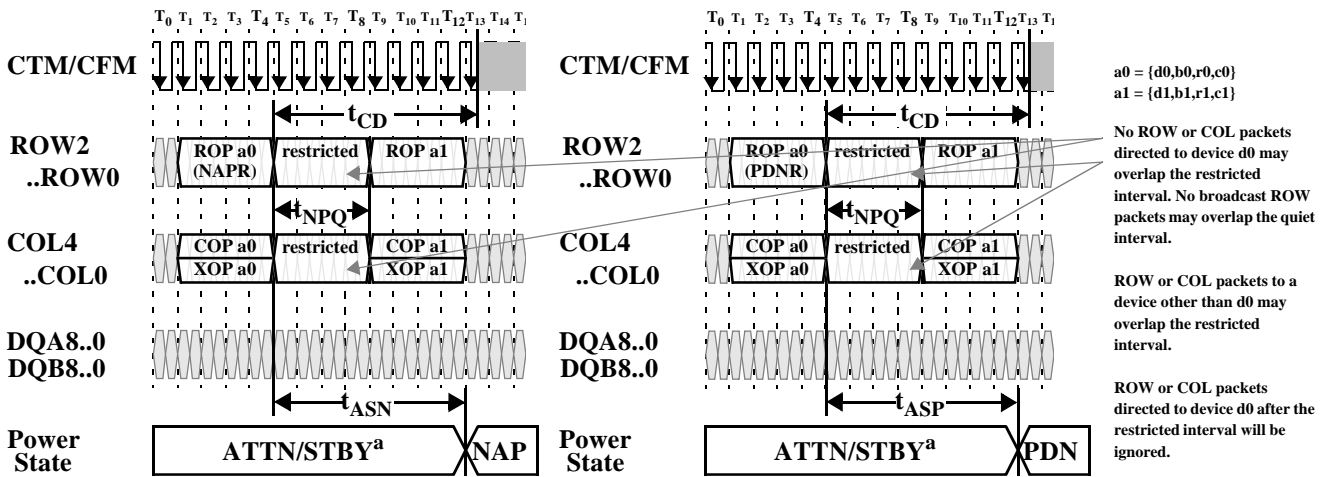 T0 T1 T2 T3 T4 T5 T6 T7 T8 T9 T10 T11 T12 T13 T14 T1
CTM/CFM
tCD
ROW2
..ROW0
ROP a0
(NAPR)
restricted
ROP a1
tNPQ
COL4
..COL0
COP a0
XOP a0
restricted
COP a1
XOP a1
DQA8..0
DQB8..0
tASN
Power
State
ATTN/STBYa
NAP
T0 T1 T2 T3 T4 T5 T6 T7 T8 T9 T10 T11 T12 T13 T1
CTM/CFM
tCD
ROW2
..ROW0
ROP a0
(PDNR)
restricted
ROP a1
tNPQ
COL4
..COL0
COP a0
XOP a0
restricted
COP a1
XOP a1
DQA8..0
DQB8..0
tASP
Power
State
ATTN/STBYa
PDN
a0 = {d0,b0,r0,c0}
a1 = {d1,b1,r1,c1}
No ROW or COL packets
directed to device d0 may
overlap the restricted
interval. No broadcast ROW
packets may overlap the quiet
interval.
ROW or COL packets to a
device other than d0 may
overlap the restricted
interval.
ROW or COL packets
directed to device d0 after the
restricted interval will be
ignored.